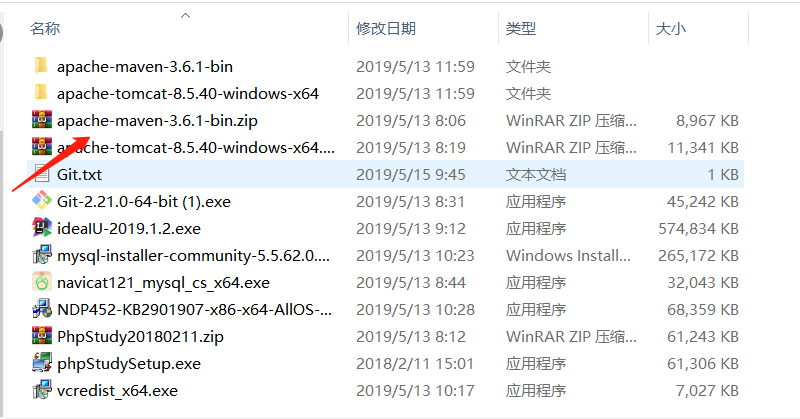 名称 修改日期 类型 大小
apache-maven-3.6.1-bin 2019/5/13 11:59 文件夹
apache-tomcat-8.5.40-windows-x64 2019/5/13 11:59 文件夹
apache-maven-3.6.1-bin.zip 2019/5/13 8:06 WinRAR ZIP 压缩... 8,967 KB
apache-tomcat-8.5.40-windows-x64.... 2019/5/13 8:19 WinRAR ZIP 压缩... 11,341 KB
Git.txt 2019/5/15 9:45 文本文档 1 KB
Git-2.21.0-64-bit (1).exe 2019/5/13 8:31 应用程序 45,242 KB
ideaIU-2019.1.2.exe 2019/5/13 9:12 应用程序 574,834 KB
mysql-installer-community-5.5.62.0.... 2019/5/13 10:23 Windows Install... 265,172 KB
navicat121_mysql_cs_x64.exe 2019/5/13 8:44 应用程序 32,043 KB
NDP452-KB2901907-x86-x64-AllOS-... 2019/5/13 10:28 应用程序 68,359 KB
PhpStudy20180211.zip 2019/5/13 8:12 WinRAR ZIP 压缩... 61,243 KB
phpStudySetup.exe 2018/2/11 15:01 应用程序 61,306 KB
vcredist_x64.exe 2019/5/13 10:17 应用程序 7,027 KB